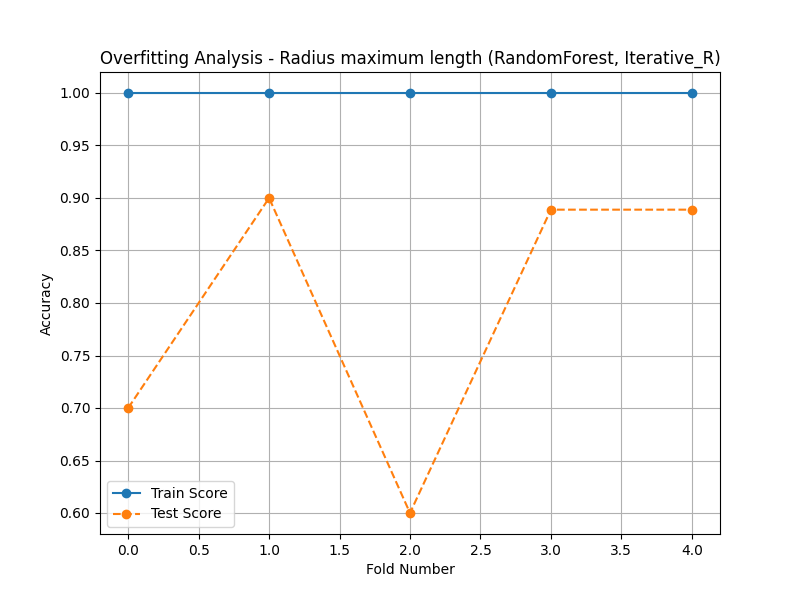 Overfitting Analysis - Radius maximum length (RandomForest, Iterative_R)
1.00
0.95
0.90
0.85
0.80
0.75
0.70
0.65
0.60
Accuracy
Train Score
Test Score
0.0 0.5 1.0 1.5 2.0 2.5 3.0 3.5 4.0
Fold Number